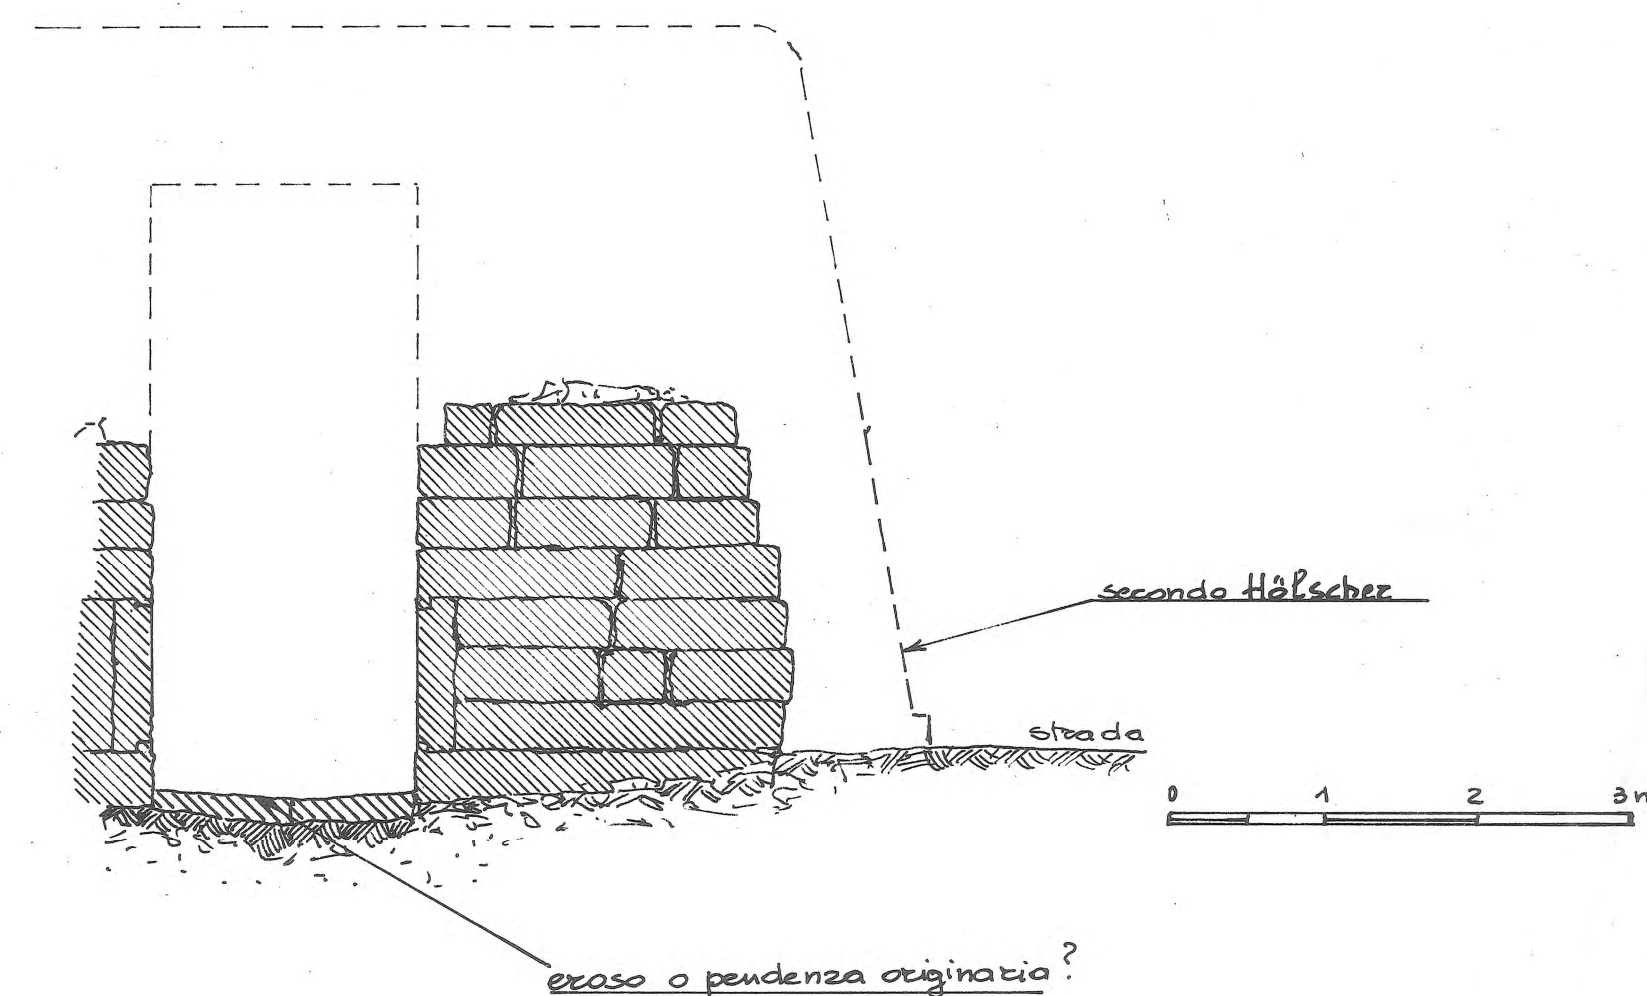 secondo Hölscher
strada
0 1 2 3 m
eroso o pendenza originaria ?